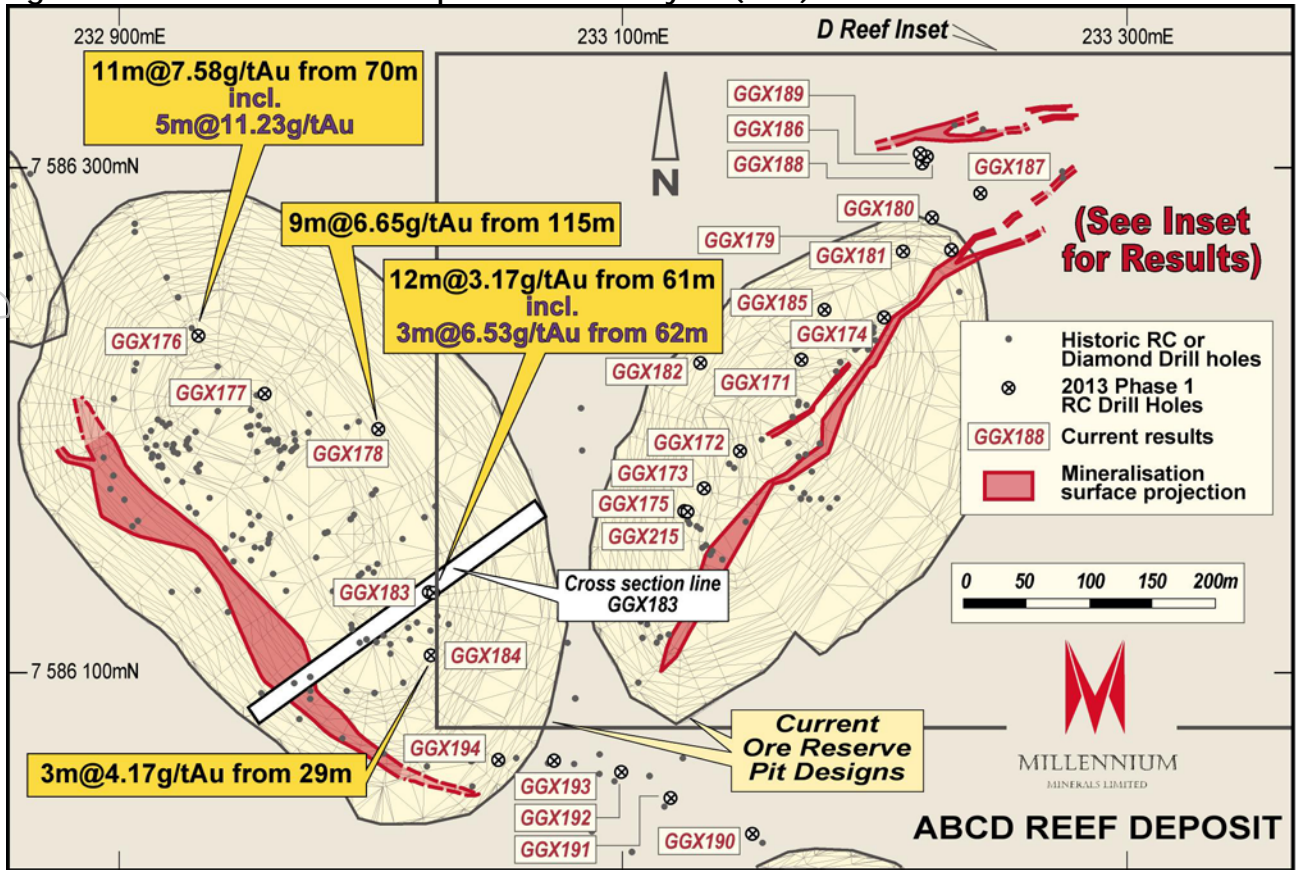 232 900mE
233 100mE
D Reef Inset
233 300mE
11m@7.58g/tAu from 70m
incl.
5m@11.23g/tAu
GGX189
GGX186
GGX188
GGX187
7 586 300mN
N
9m@6.65g/tAu from 115m
GGX180
GGX179
GGX181
(See Inset
for Results)
12m@3.17g/tAu from 61m
incl.
3m@6.53g/tAu from 62m
GGX185
GGX174
GGX176
GGX182
GGX171
GGX177
GGX178
GGX172
GGX173
GGX175
GGX215
Historic RC or
Diamond Drill holes
2013 Phase 1
RC Drill Holes
GGX188 Current results
Mineralisation
surface projection
GGX183
Cross section line
GGX183
0 50 100 150 200m
GGX184
7 586 100mN
GGX194
3m@4.17g/tAu from 29m
GGX193
GGX192
GGX191
GGX190
Current
Ore Reserve
Pit Designs
MILLENNIUM
MINERALS LIMITED
ABCD REEF DEPOSIT